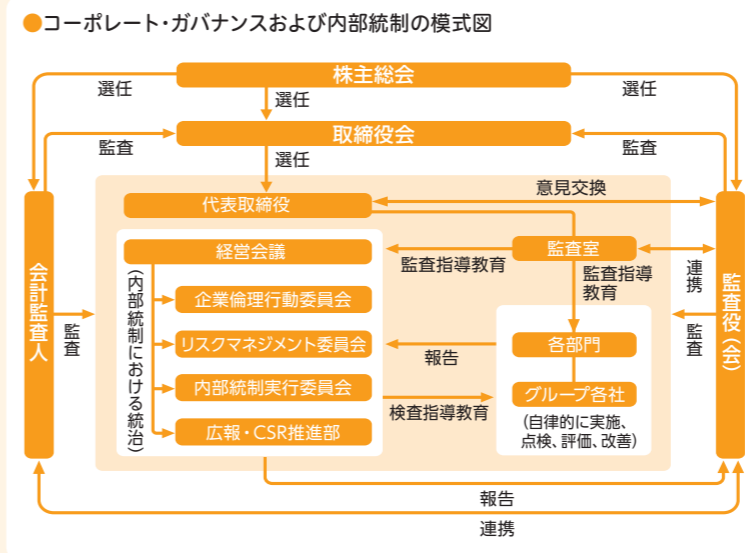 ●コーポレート・ガバナンスおよび内部統制の模式図
株主総会
選任
選任
選任
取締役会
監査
監査
選任
意見交換
代表取締役
経営会議
監査室
監査指導教育
監査指導
教育
連携
会計監査人
監査役（会）
(内部統制における統治)
企業倫理行動委員会
監査
監査
リスクマネジメント委員会
報告
各部門
内部統制実行委員会
検査指導教育
グループ各社
広報・CSR推進部
(自律的に実施、
点検、評価、改善)
報告
連携